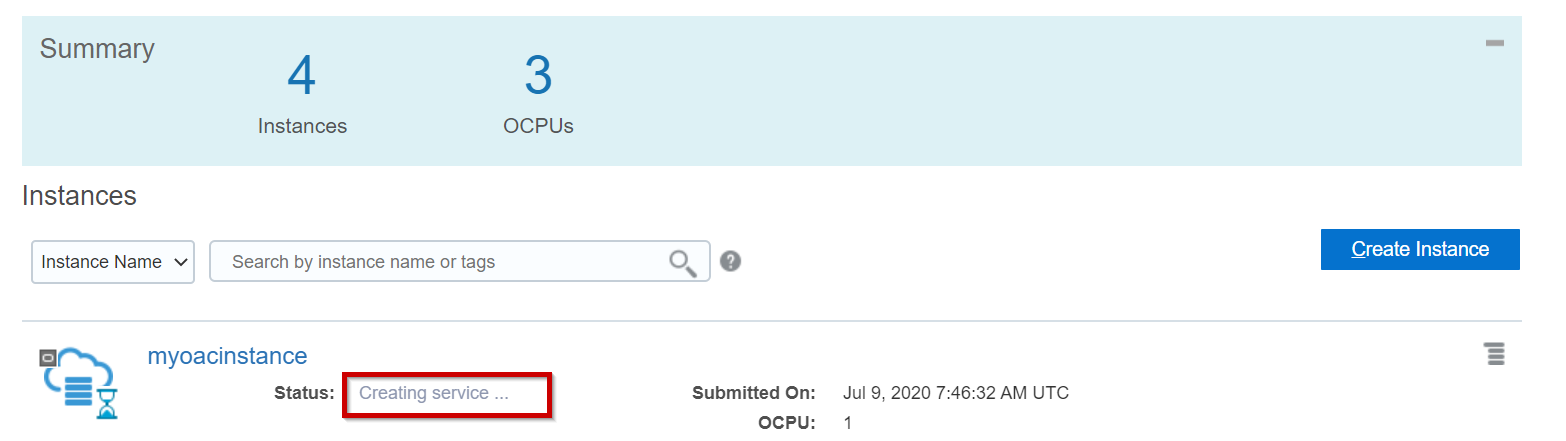 Summary
4
3
Instances
OCPUs
Instances
Instance Name
Search by instance name or tags
?
Create Instance
myoacinstance
Status: Creating service ...
Submitted On: Jul 9, 2020 7:46:32 AM UTC
OCPU: 1